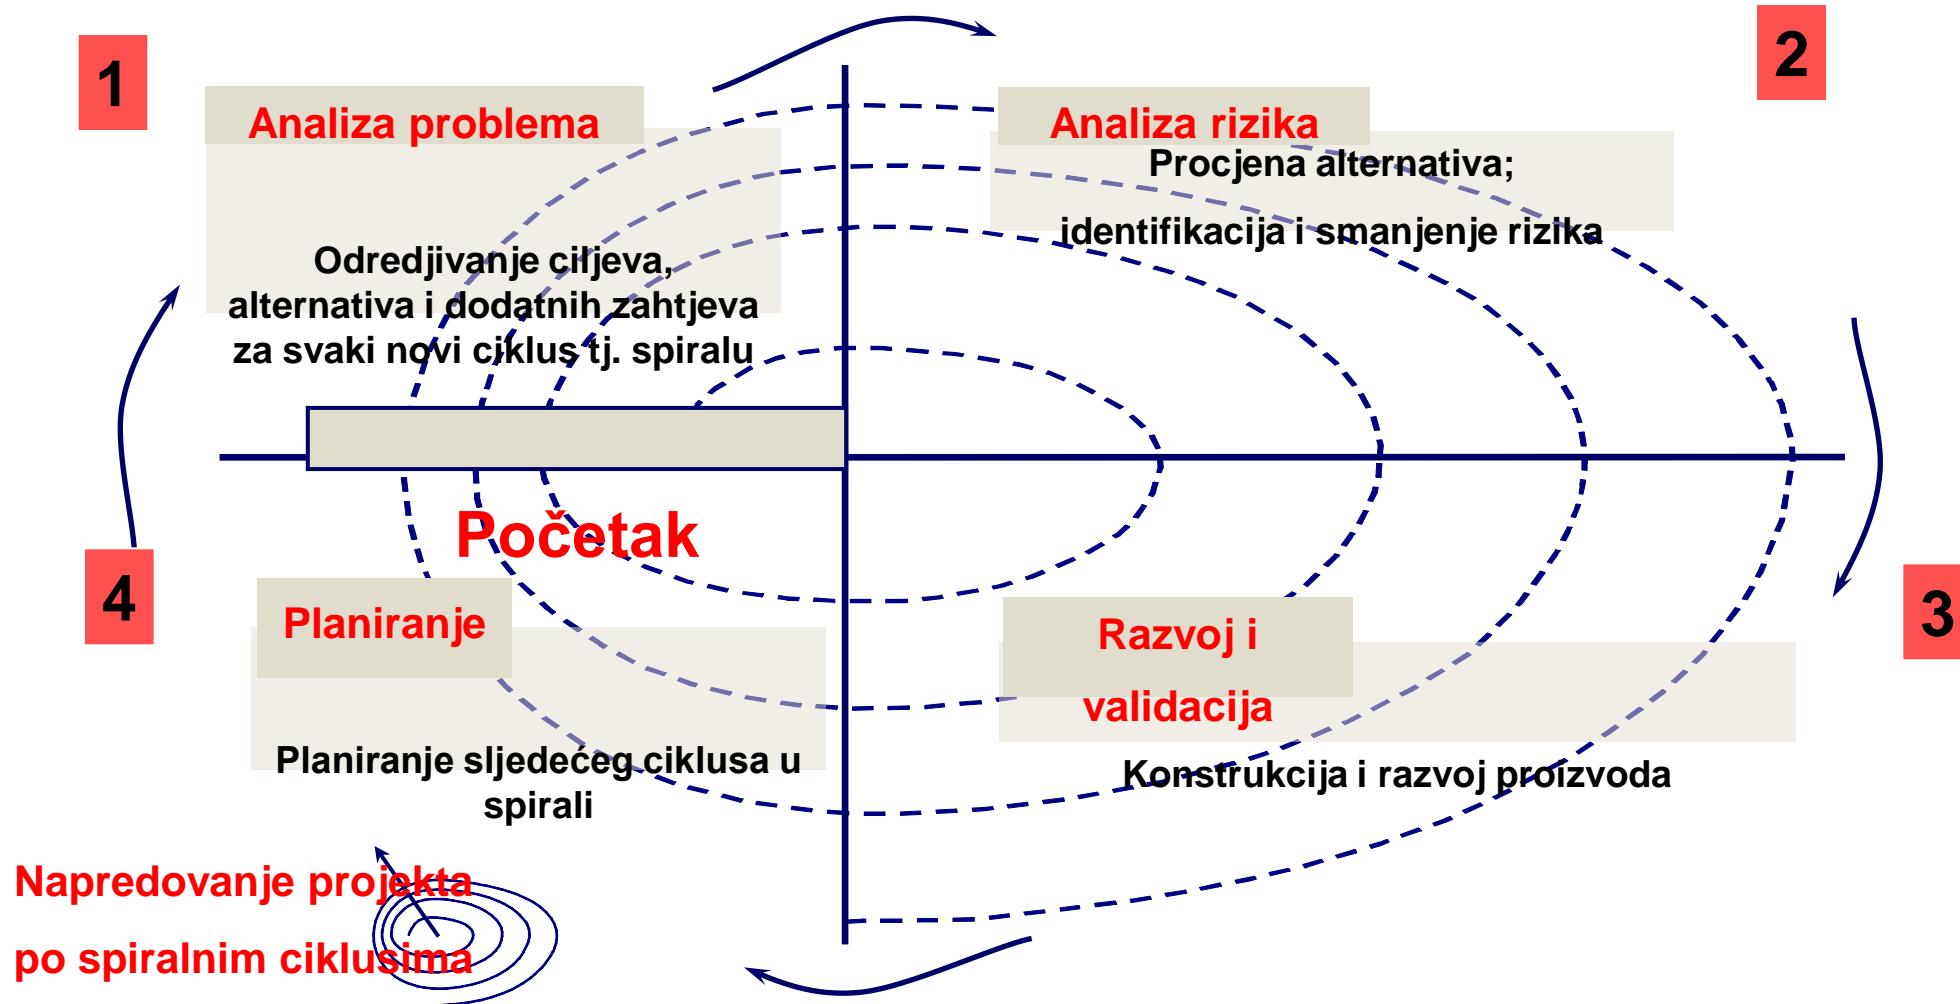 1
Analiza problema
Odredjivanje ciljeva,
alternativa i dodatnih zahtjeva
za svaki novi ciklus tj. spiralu
2
Analiza rizika
Procjena alternativa;
identifikacija i smanjenje rizika
Početak
4
Planiranje
Planiranje sljedećeg ciklusa u
spirali
3
Razvoj i
validacija
Konstrukcija i razvoj proizvoda
Napredovanje projekta
po spiralnim ciklusima